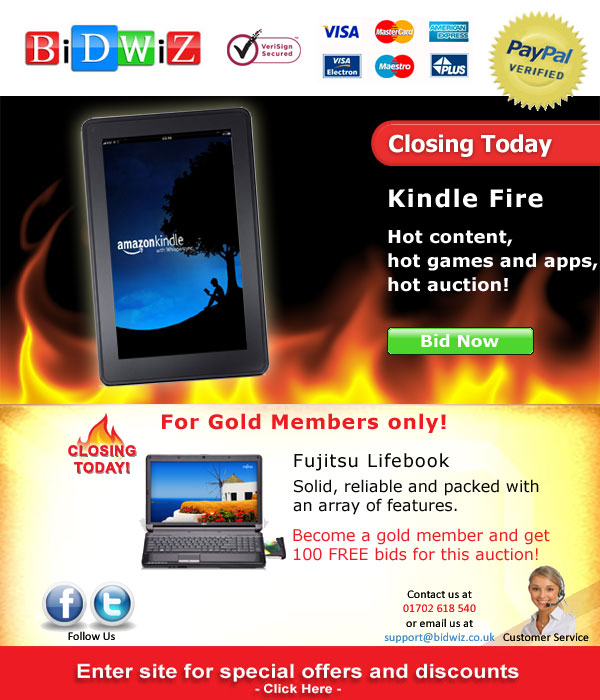 BiDWiZ
VeriSign
Secured
VISA
MasterCard
AMERICAN
EXPRESS
VISA
Electron
Maestro
PLUS
PayPal
VERIFIED
Closing Today
amazonkindle
with Whispersync
Kindle Fire
Hot content,
hot games and apps,
hot auction!
Bid Now
For Gold Members only!
CLOSING
TODAY!
Fujitsu Lifebook
Solid, reliable and packed with
an array of features.
Become a gold member and get
100 FREE bids for this auction!
Follow Us
Contact us at
01702 618 540
or email us at
support@bidwiz.co.uk
Customer Service
Enter site for special offers and discounts
- Click Here -